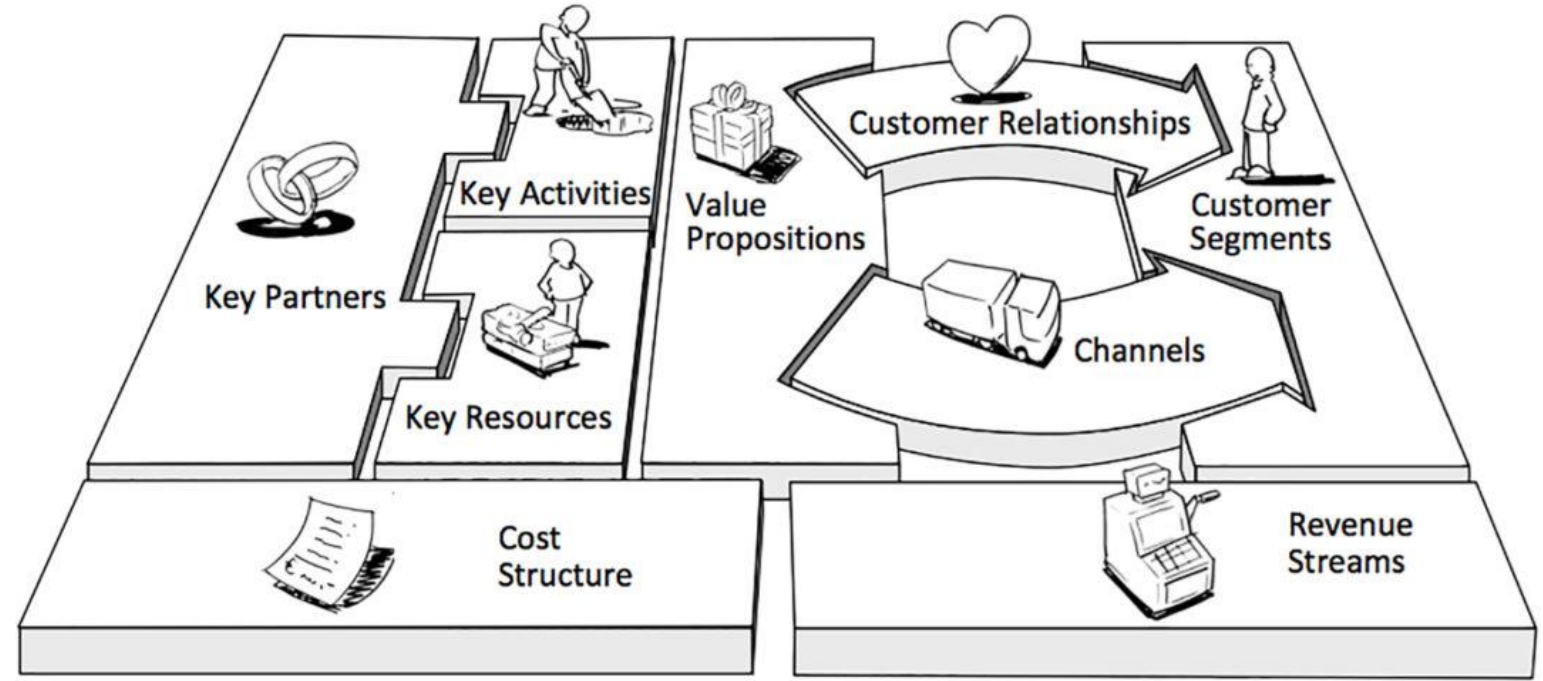 Key Partners
Key Activities
Key Resources
Value
Propositions
Customer Relationships
Channels
Customer
Segments
Cost
Structure
Revenue
Streams